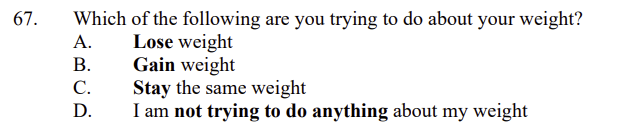 67. Which of the following are you trying to do about your weight?
A. Lose weight
B. Gain weight
C. Stay the same weight
D. I am not trying to do anything about my weight